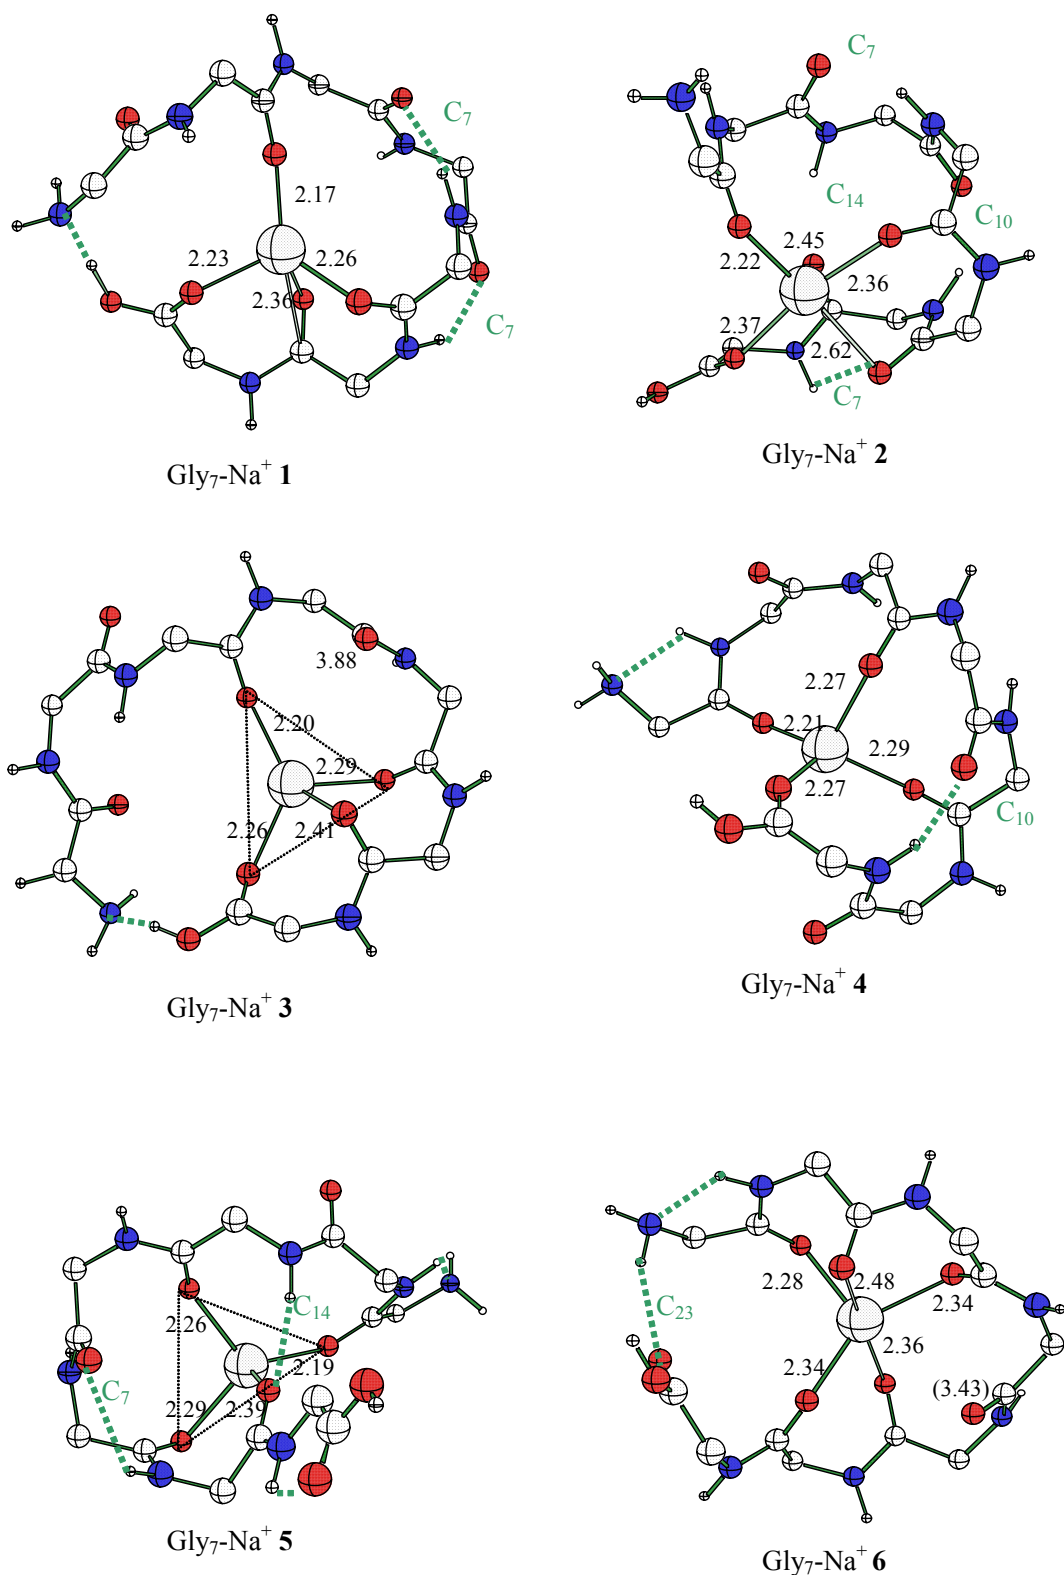 C₇
2.17
2.23
2.26
2.36
C₇
Gly₇-Na⁺ 1
C₇
C₁₄
C₁₀
2.45
2.22
2.36
2.37
2.62
C₇
Gly₇-Na⁺ 2
3.88
2.20
2.29
2.26
2.41
Gly₇-Na⁺ 3
2.27
2.21
2.29
2.27
C₁₀
Gly₇-Na⁺ 4
C₁₄
2.26
2.19
C₇
2.29
2.39
Gly₇-Na⁺ 5
2.28
2.48
2.34
C₂₃
2.36
2.34
(3.43)
Gly₇-Na⁺ 6